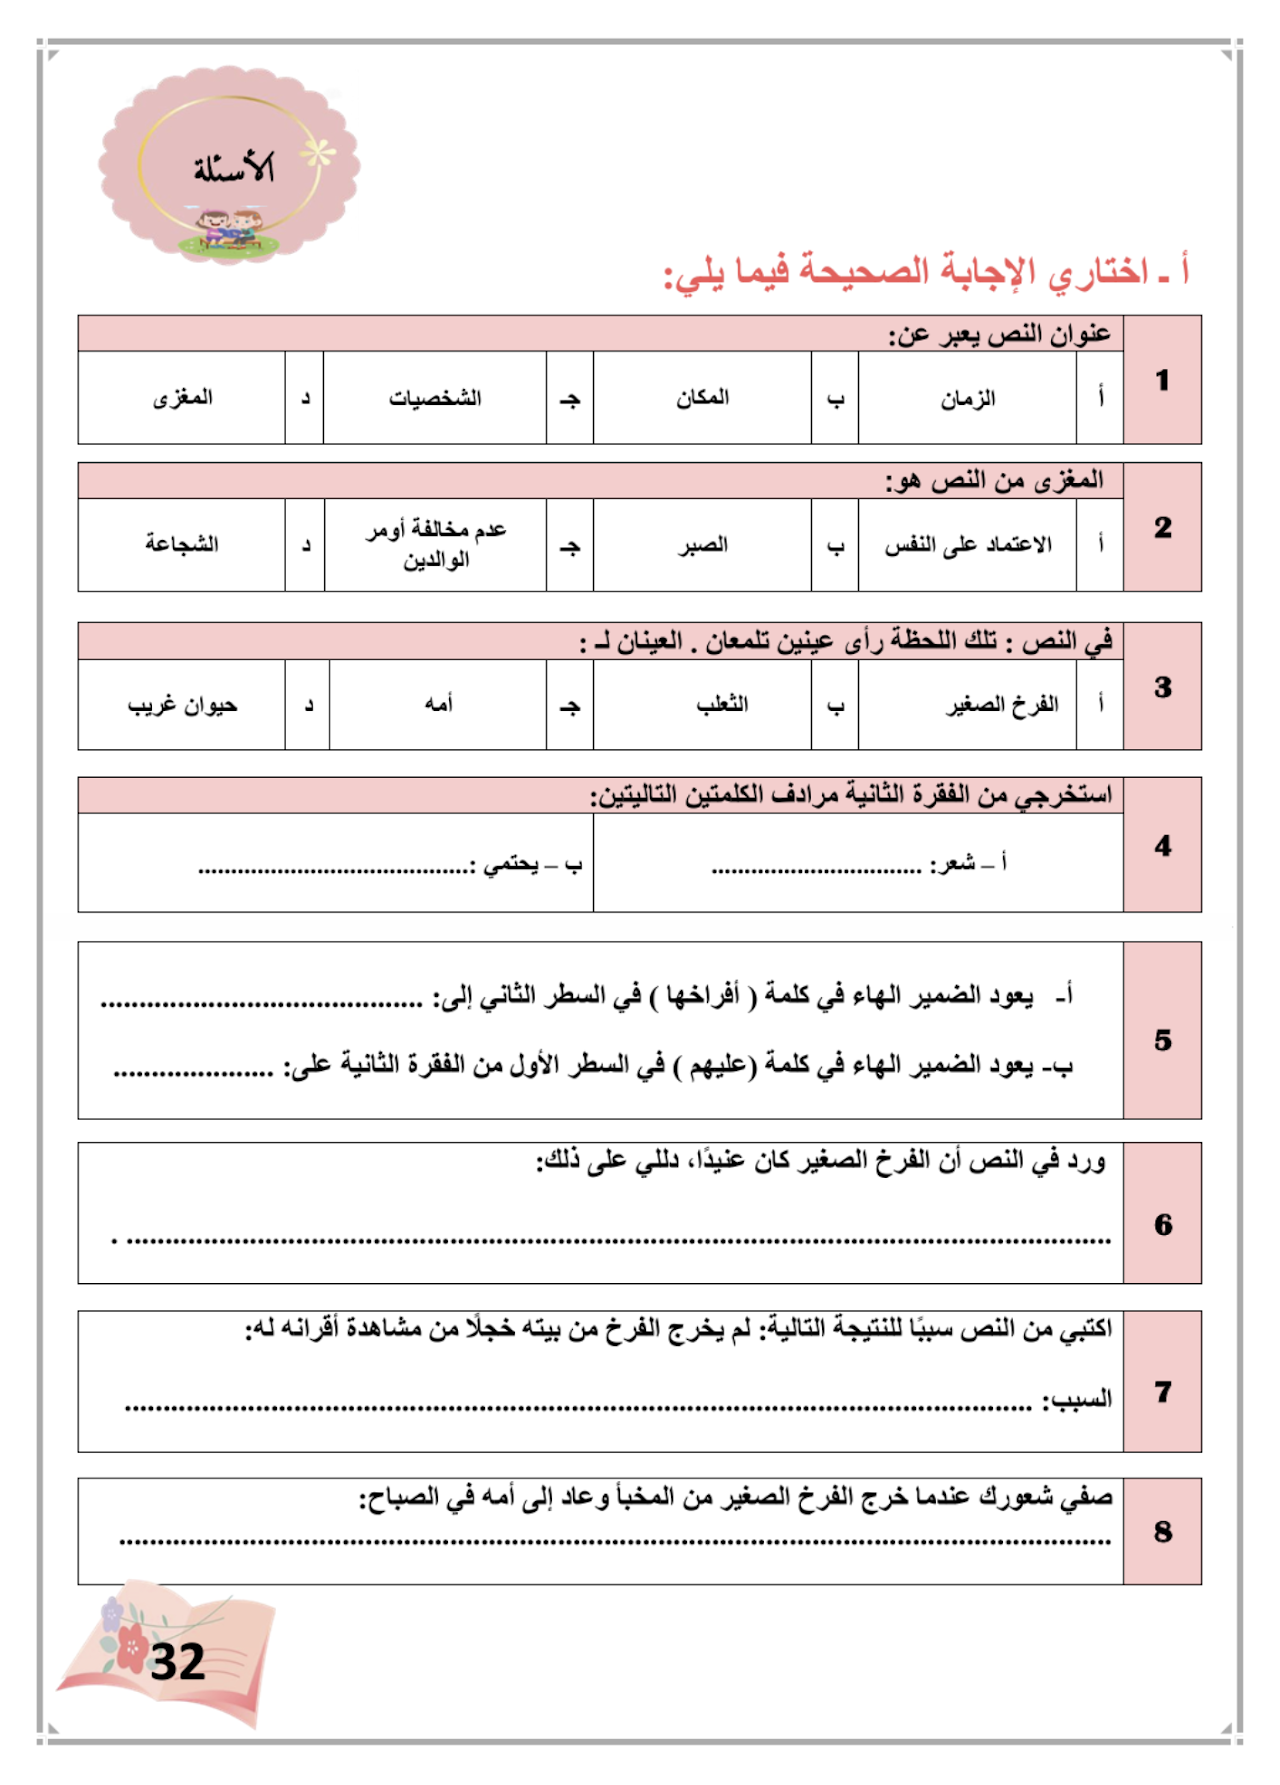 الأسئلة
أ ـ اختاري الإجابة الصحيحة فيما يلي:
1
عنوان النص يعبر عن:
أ الزمان ب المكان جـ الشخصيات د المغزى
2
المغزى من النص هو:
أ الاعتماد على النفس ب الصبر جـ عدم مخالفة أومر الوالدين د الشجاعة
3
في النص : تلك اللحظة رأى عينين تلمعان . العينان لـ :
أ الفرخ الصغير ب الثعلب جـ أمه د حيوان غريب
4
استخرجي من الفقرة الثانية مرادف الكلمتين التاليتين:
أ – شعر: ................................ ب – يحتمي :.........................................
5
أ- يعود الضمير الهاء في كلمة ( أفراخها ) في السطر الثاني إلى: ..........................................
ب- يعود الضمير الهاء في كلمة (عليهم ) في السطر الأول من الفقرة الثانية على: .....................
6
ورد في النص أن الفرخ الصغير كان عنيدًا، دللي على ذلك:
................................................................................................................................ .
7
اكتبي من النص سببًا للنتيجة التالية: لم يخرج الفرخ من بيته خجلًا من مشاهدة أقرانه له:
السبب: ......................................................................................................................
8
صفي شعورك عندما خرج الفرخ الصغير من المخبأ وعاد إلى أمه في الصباح:
.................................................................................................................................
32